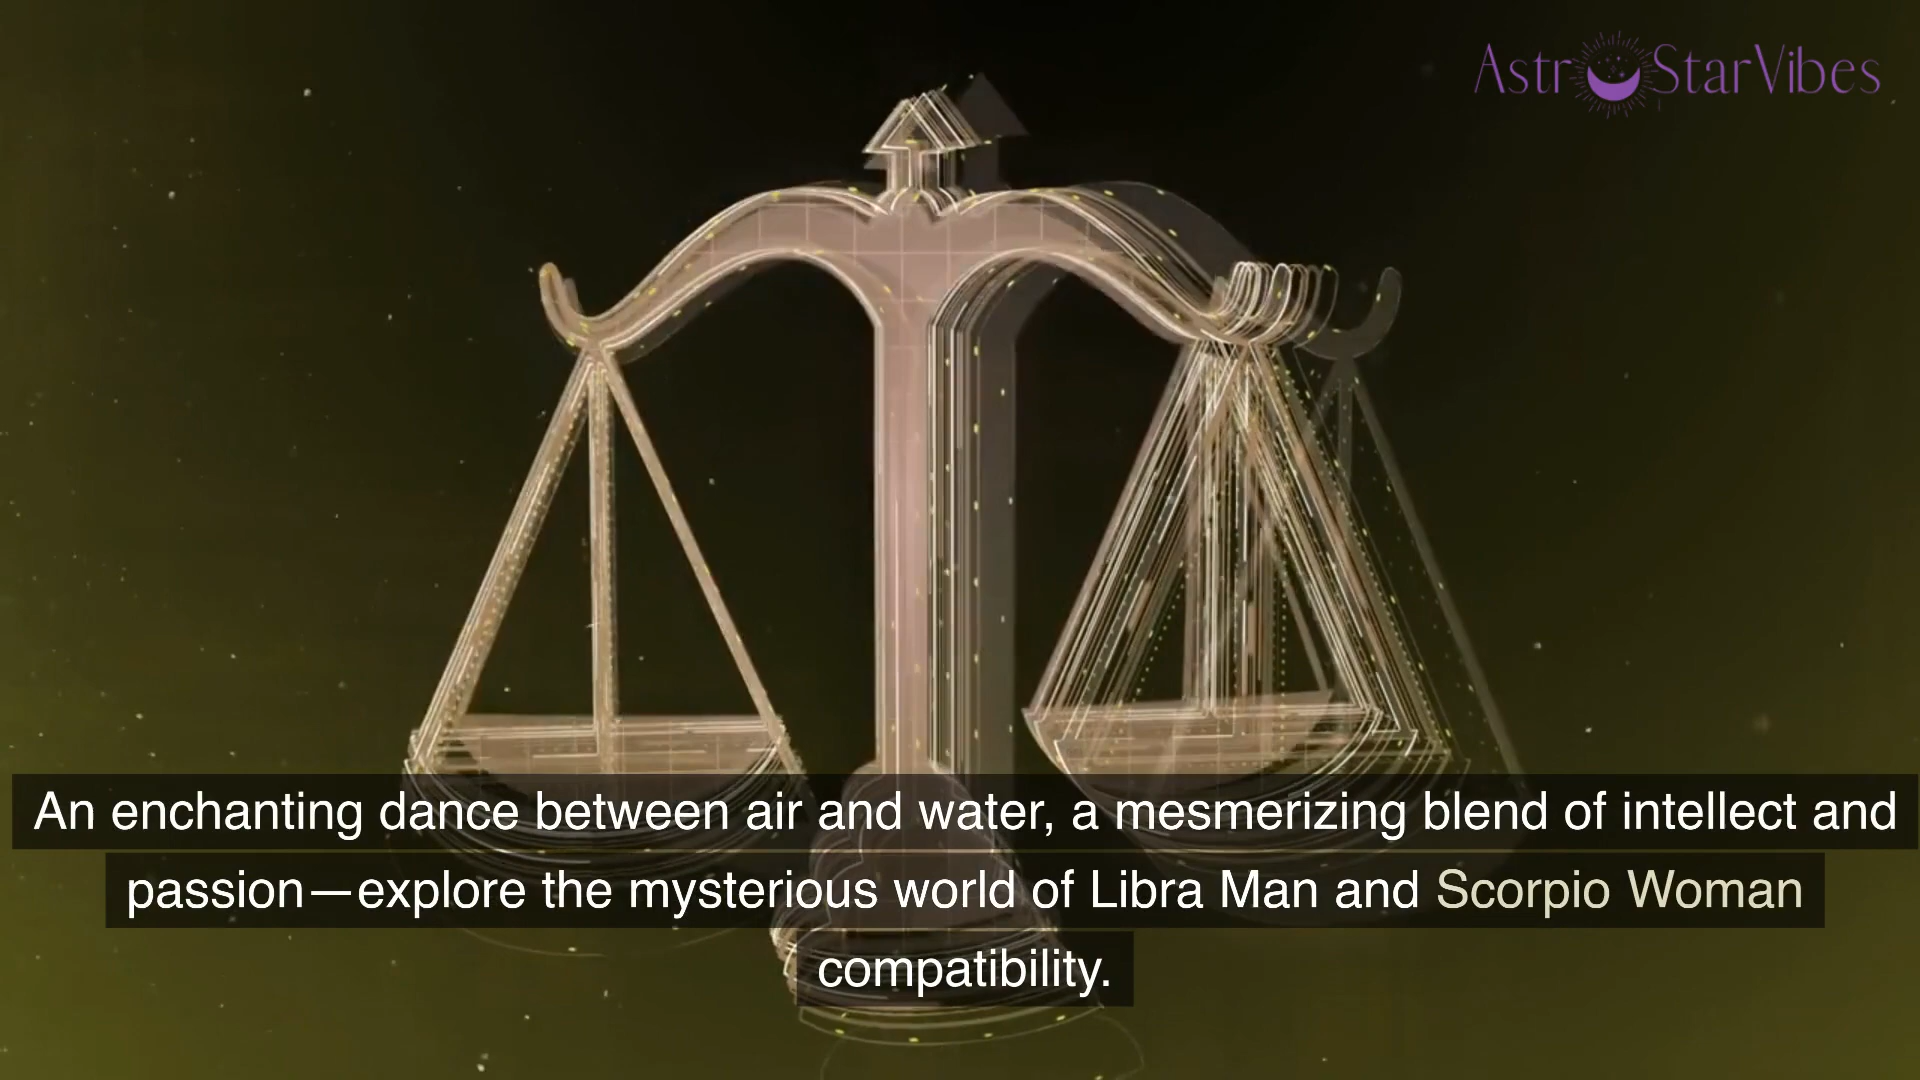 AstroStarVibes
An enchanting dance between air and water, a mesmerizing blend of intellect and
passion—explore the mysterious world of Libra Man and Scorpio Woman
compatibility.